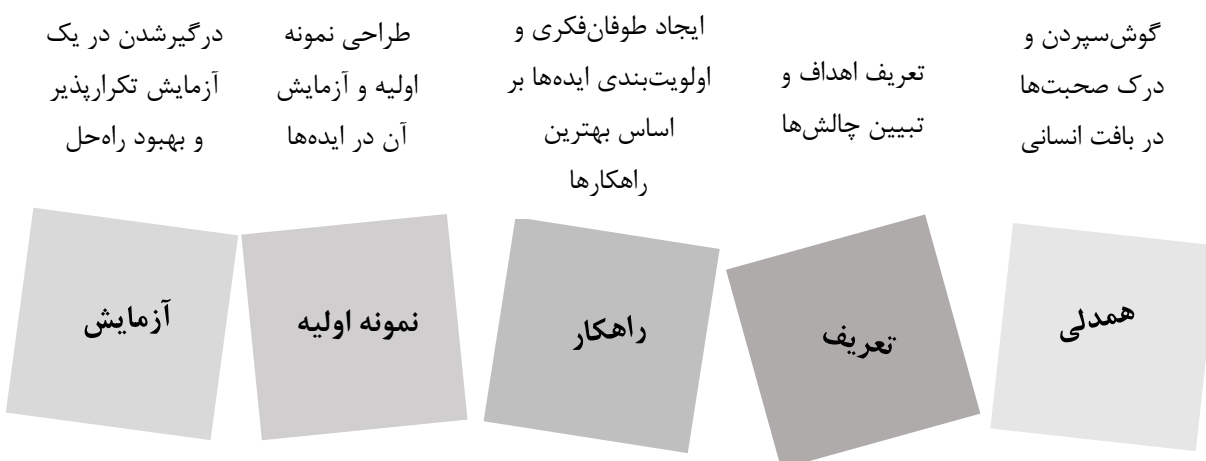 گوش‌سپردن و
درک صحبت‌ها
در بافت انسانی
همدلی
تعریف اهداف و
تبیین چالش‌ها
تعریف
ایجاد طوفان‌فکری و
اولویت‌بندی ایده‌ها بر
اساس بهترین
راهکارها
راهکار
طراحی نمونه
اولیه و آزمایش
آن در ایده‌ها
نمونه اولیه
درگیرشدن در یک
آزمایش تکرارپذیر
و بهبود راه‌حل
آزمایش